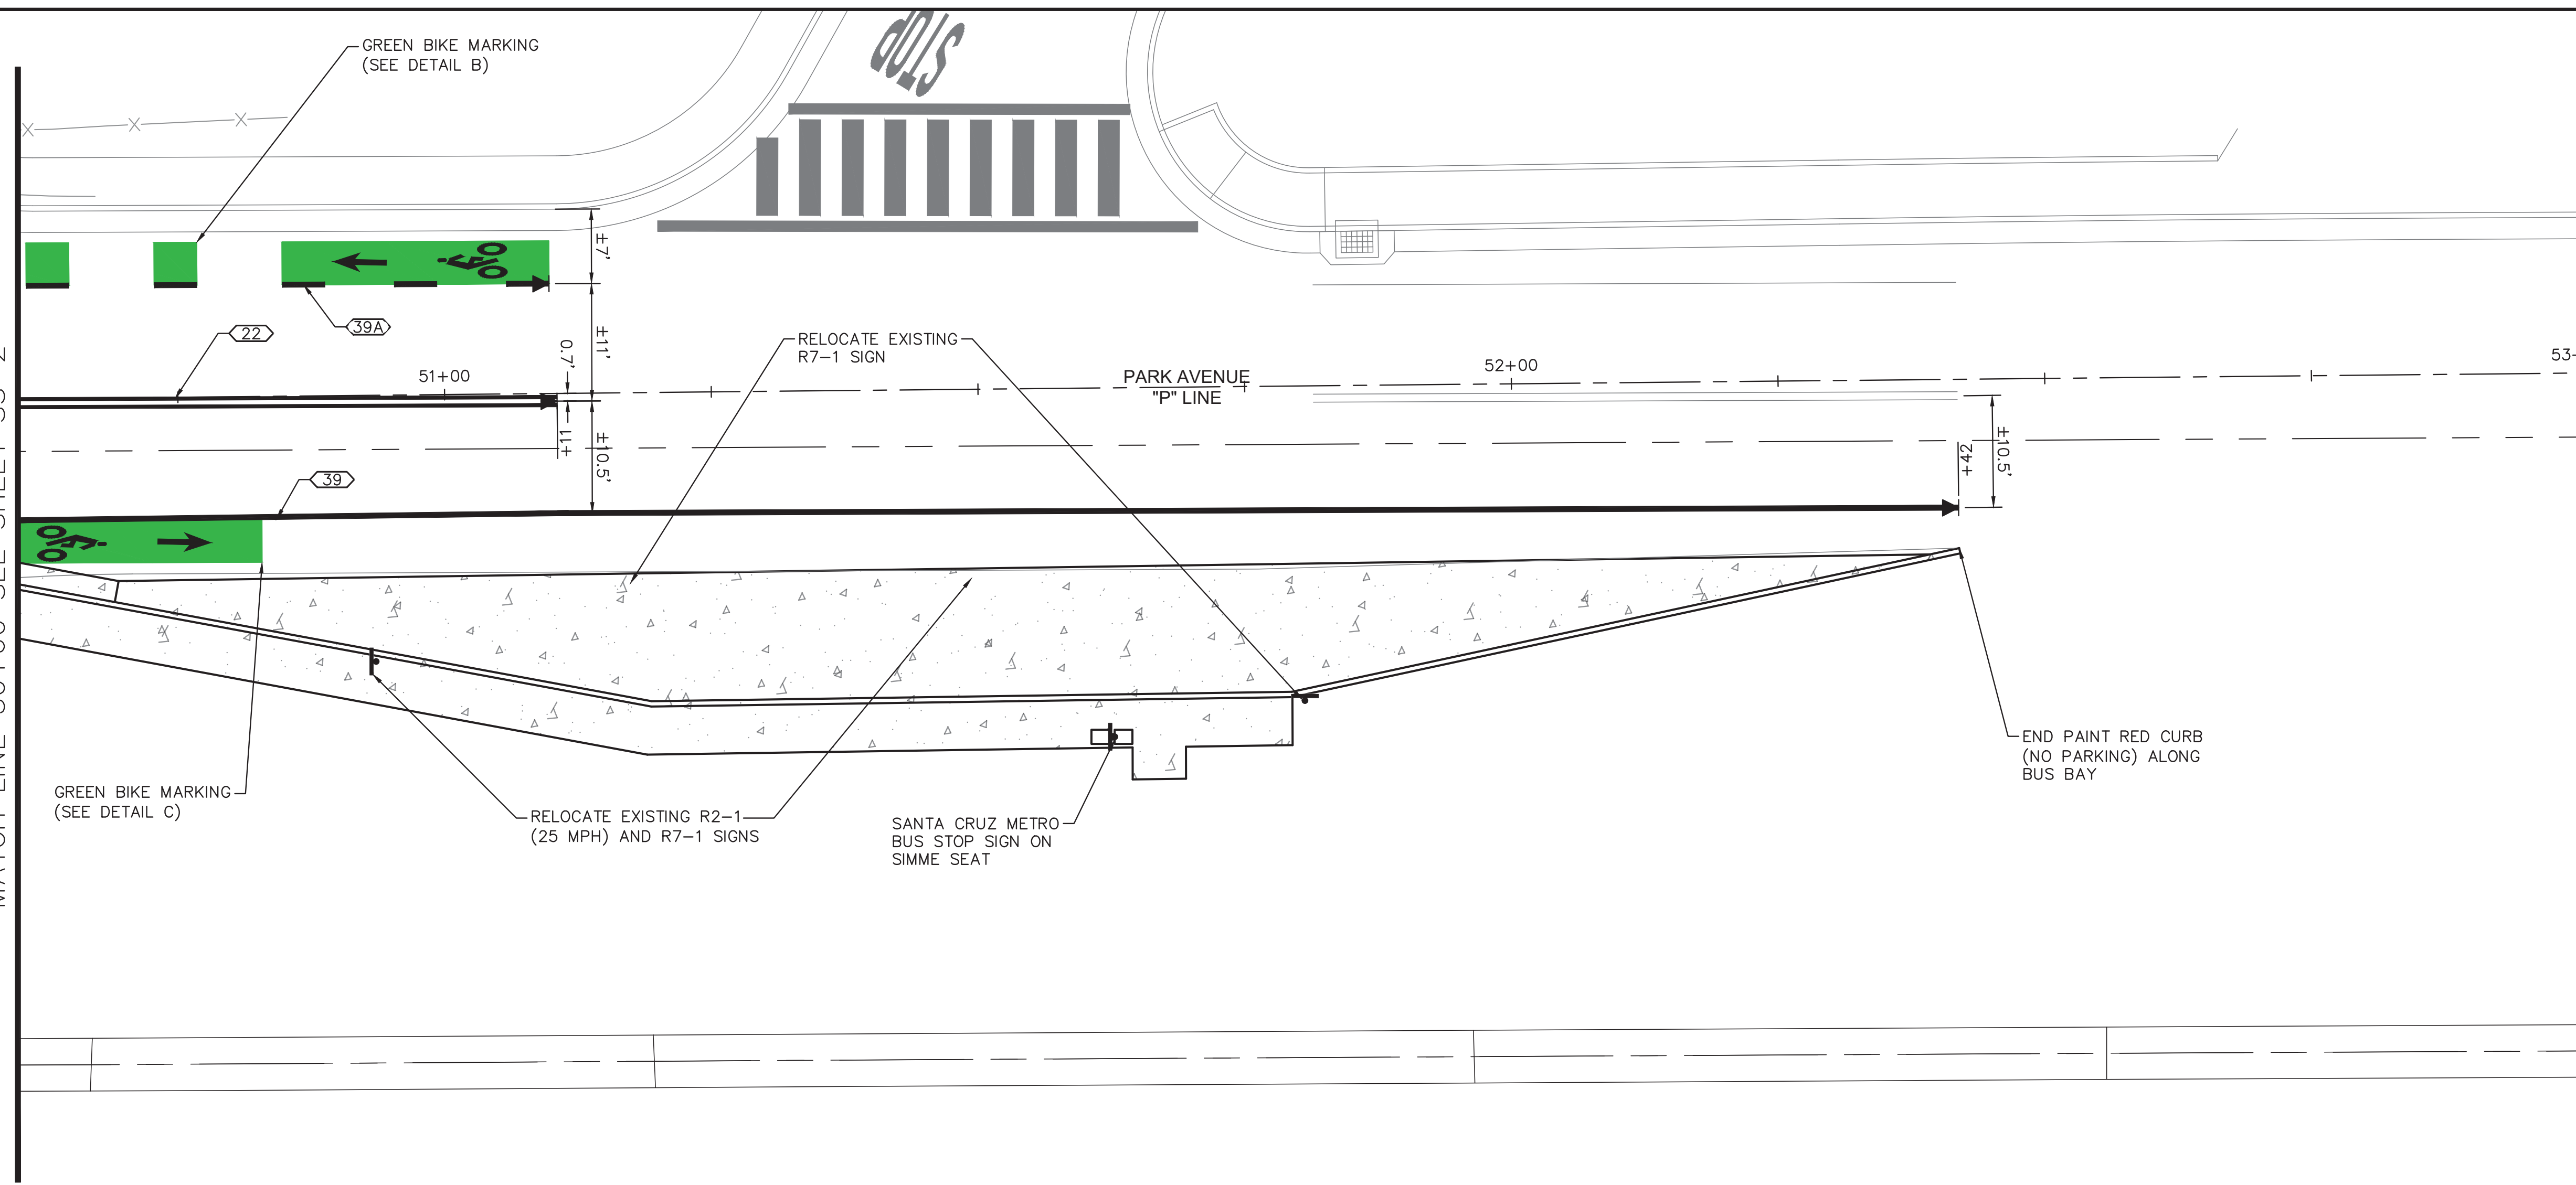 STOP
GREEN BIKE MARKING
(SEE DETAIL B)
±7'
39A
22
±11'
0.7'
RELOCATE EXISTING
R7-1 SIGN
51+00
PARK AVENUE
"P" LINE
52+00
+11
±10.5'
+42
±10.5'
39
GREEN BIKE MARKING
(SEE DETAIL C)
RELOCATE EXISTING R2-1
(25 MPH) AND R7-1 SIGNS
SANTA CRUZ METRO
BUS STOP SIGN ON
SIMME SEAT
END PAINT RED CURB
(NO PARKING) ALONG
BUS BAY